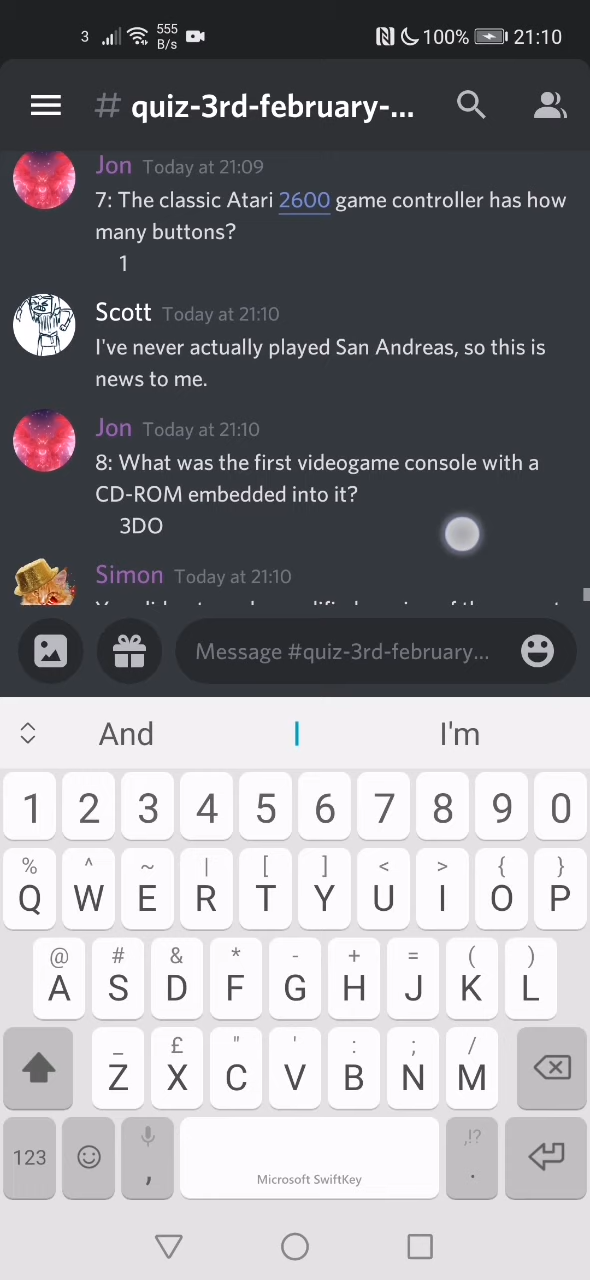 3 555 B/s 100% 21:10
# quiz-3rd-february-...
Jon Today at 21:09
7: The classic Atari 2600 game controller has how
many buttons?
1
Scott Today at 21:10
I've never actually played San Andreas, so this is
news to me.
Jon Today at 21:10
8: What was the first videogame console with a
CD-ROM embedded into it?
3DO
Simon Today at 21:10
Message #quiz-3rd-february...
And I I'm
1 2 3 4 5 6 7 8 9 0
% ^ ~ | [ ] < > { }
Q W E R T Y U I O P
@ # & * - + = ( )
A S D F G H J K L
_ £ " ' : ; /
Z X C V B N M
123 , Microsoft SwiftKey ,!? .